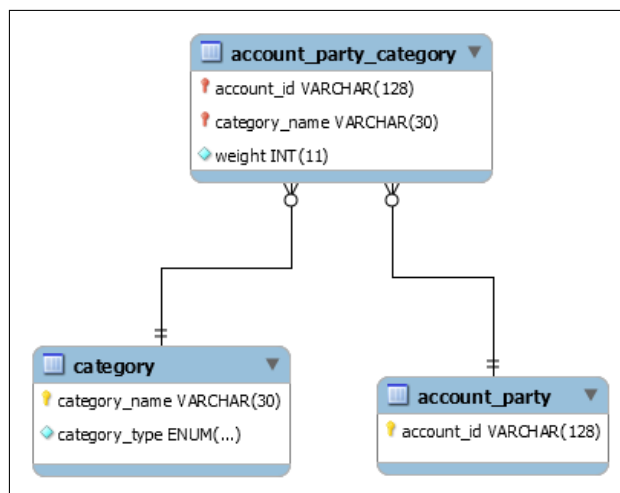 account_party_category
account_id VARCHAR(128)
category_name VARCHAR(30)
weight INT(11)
category
category_name VARCHAR(30)
category_type ENUM(...)
account_party
account_id VARCHAR(128)